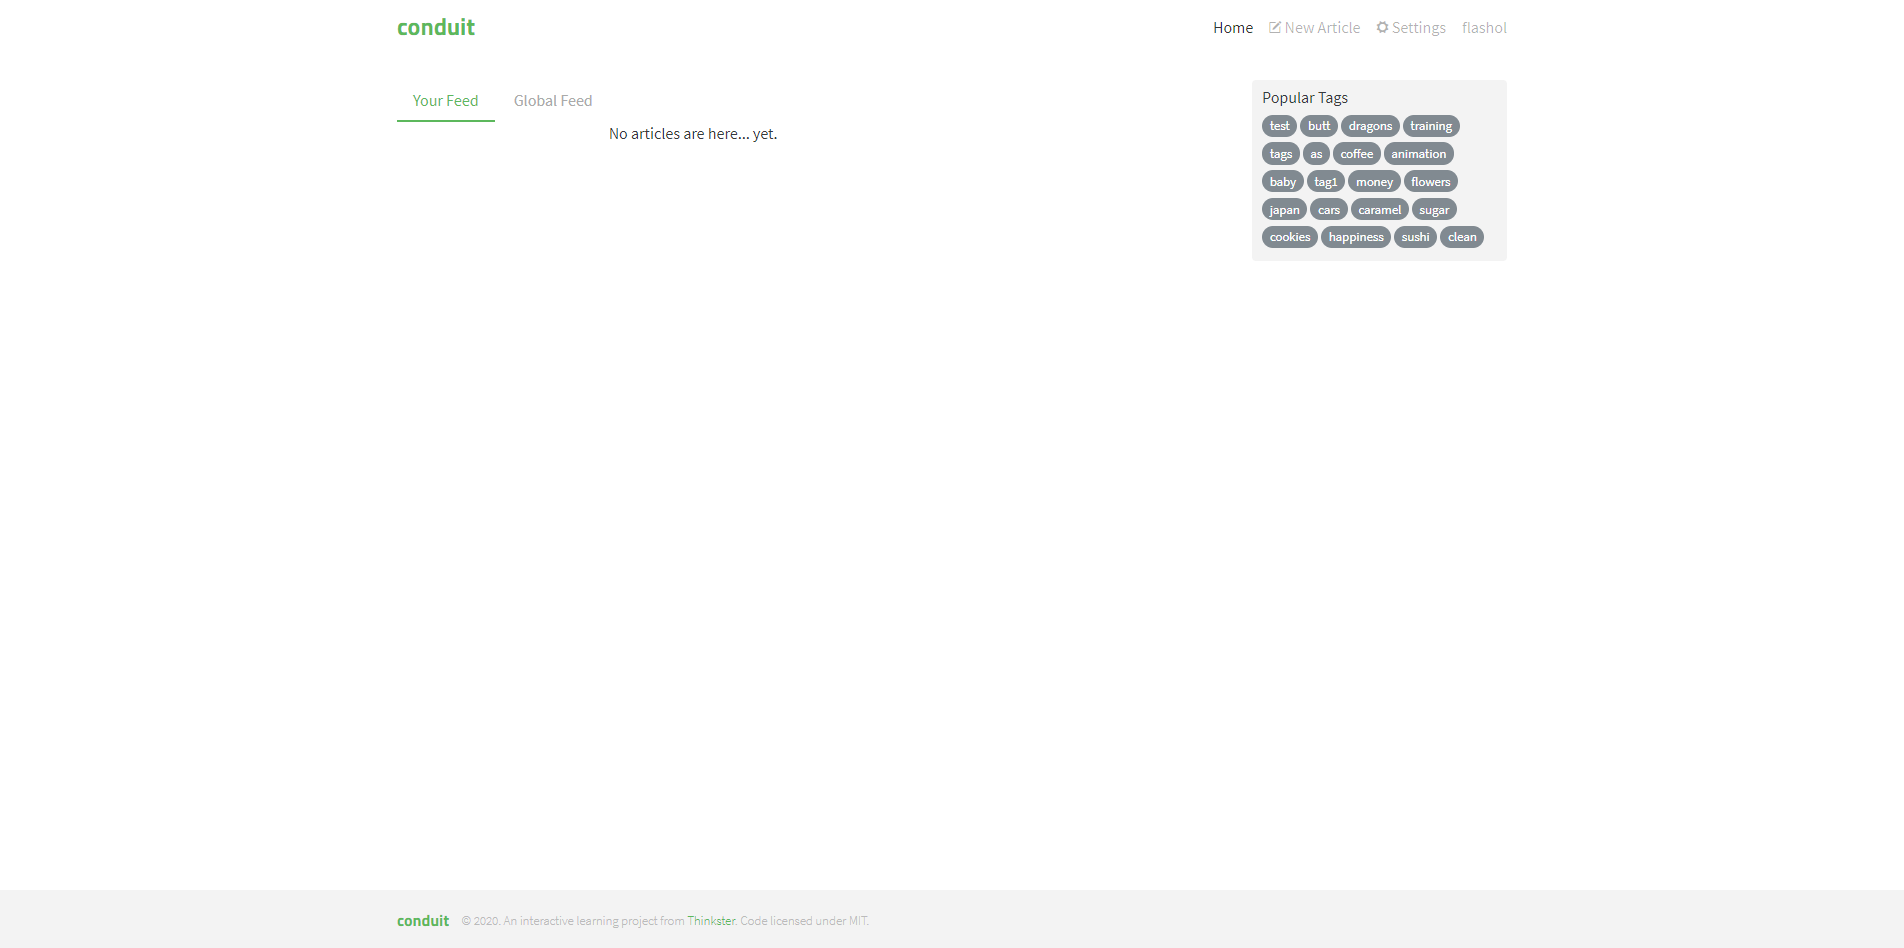 conduit
Home New Article Settings flashol
Your Feed Global Feed
No articles are here... yet.
Popular Tags
test butt dragons training
tags as coffee animation
baby tag1 money flowers
japan cars caramel sugar
cookies happiness sushi clean
conduit © 2020. An interactive learning project from Thinkster. Code licensed under MIT.